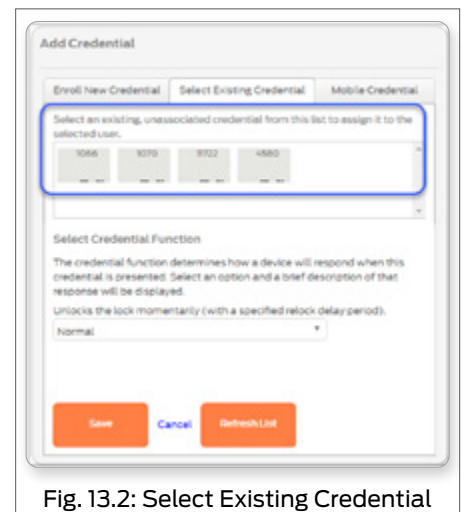 Add Credential
Enroll New Credential Select Existing Credential Mobile Credential
Select an existing, unassociated credential from this list to assign it to the
selected user.
1066 1070 4580
Select Credential Function
The credential function determines how a device will respond when this
credential is presented. Select an option and a brief description of that
response will be displayed.
Unlocks the lock momentarily (with a specified relock delay period).
Normal
Save Cancel Refresh List
Fig. 13.2: Select Existing Credential